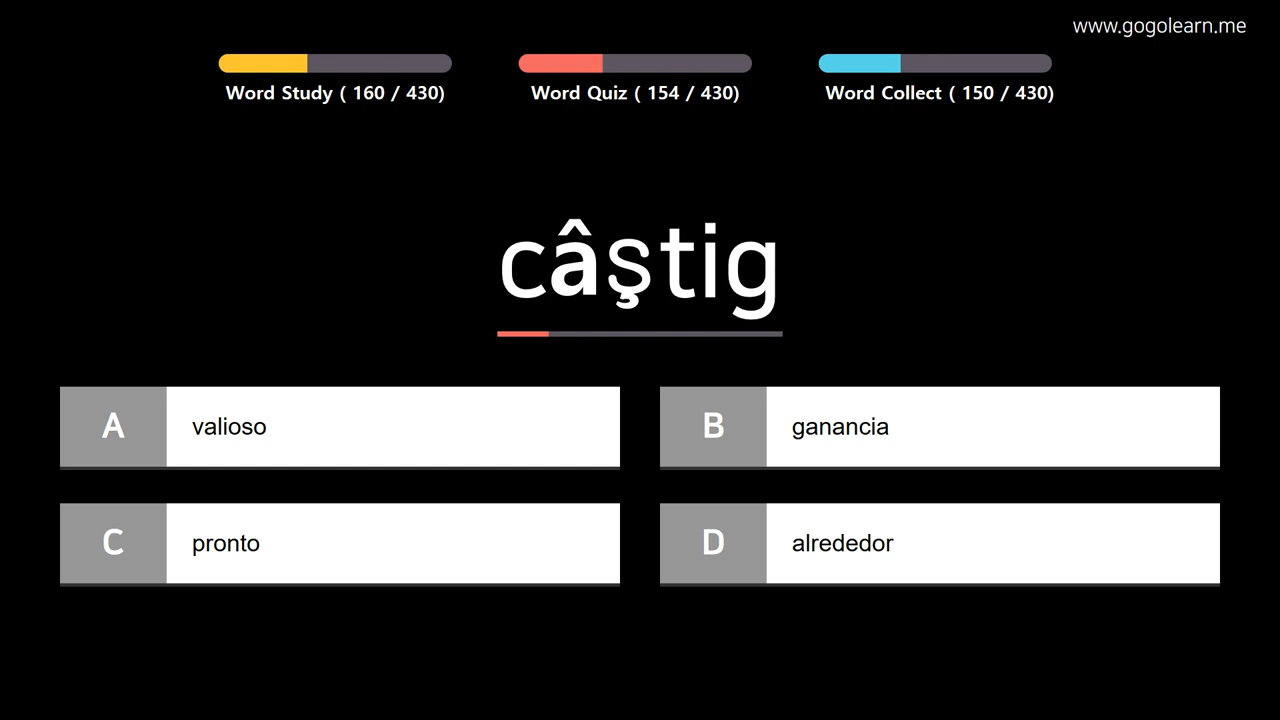 www.gogolearn.me
Word Study ( 160 / 430)
Word Quiz ( 154 / 430)
Word Collect ( 150 / 430)
câştig
A valioso
B ganancia
C pronto
D alrededor